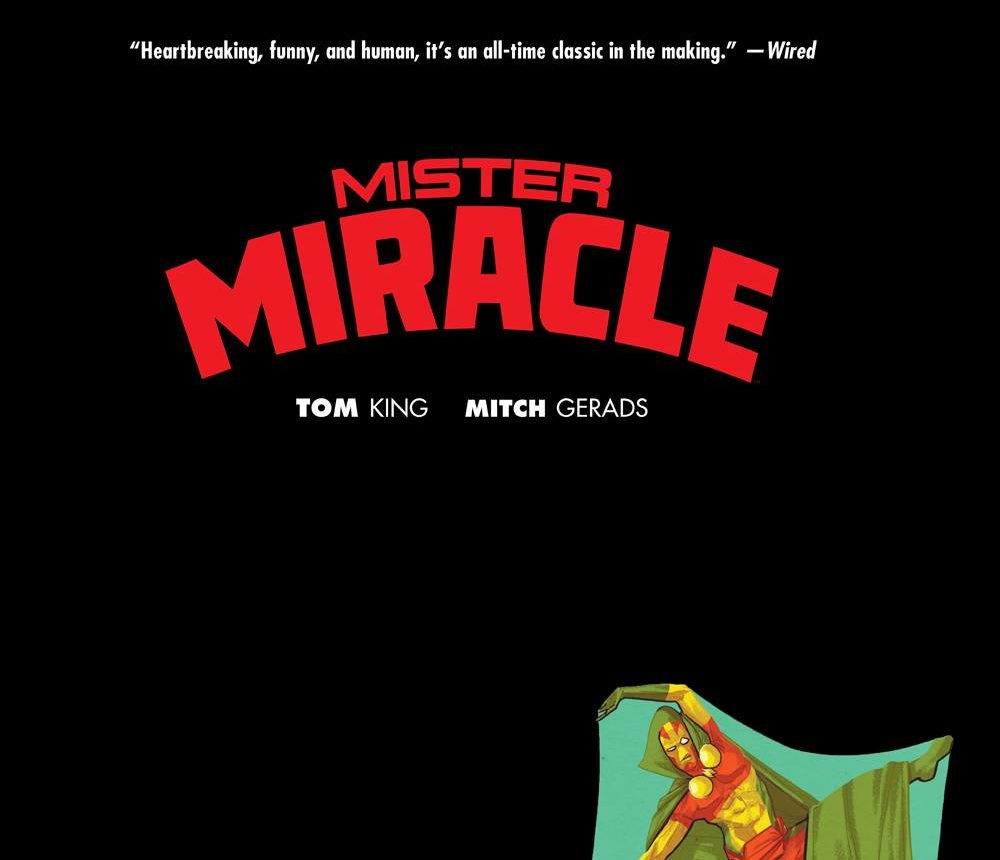 “Heartbreaking, funny, and human, it’s an all-time classic in the making.” —Wired
MISTER
MIRACLE
TOM KING MITCH GERADS